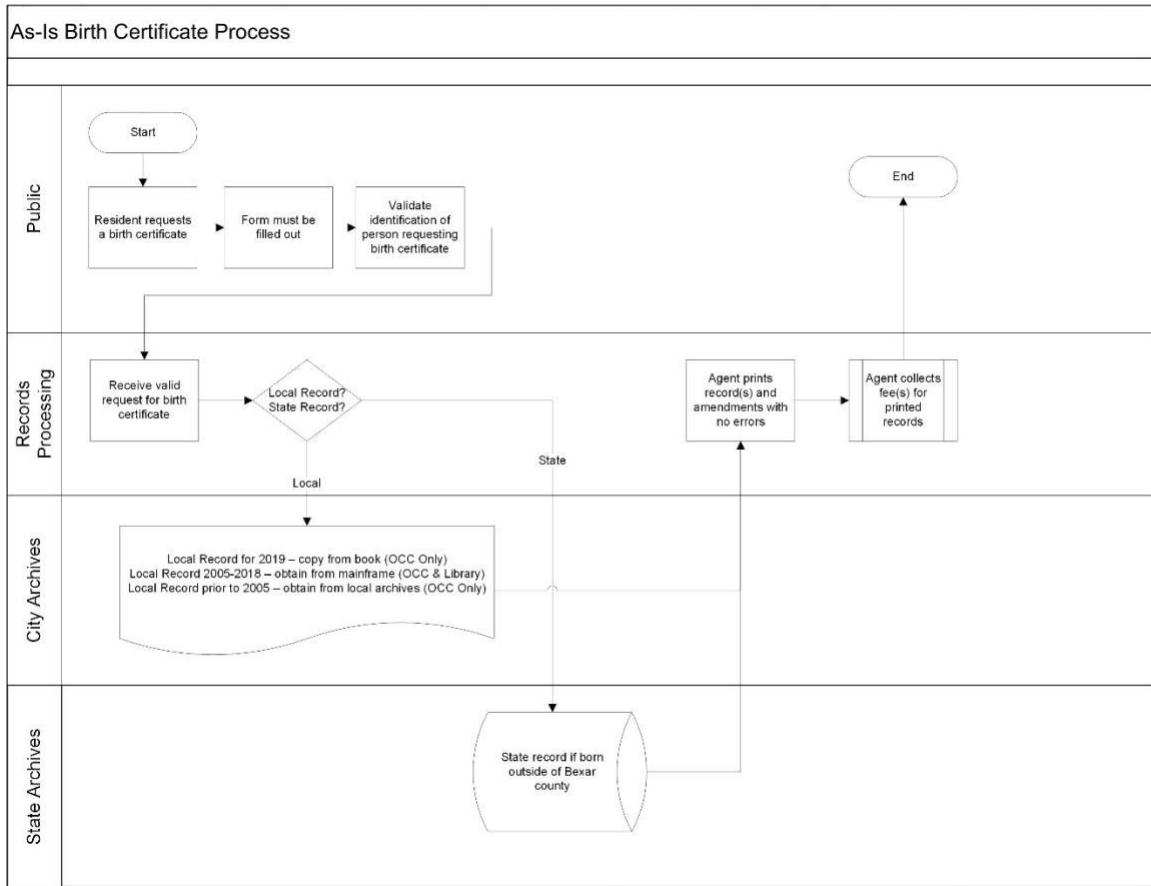 As-Is Birth Certificate Process
Public
Start
Resident requests
a birth certificate
Form must be
filled out
Validate
identification of
person requesting
birth certificate
End
Records
Processing
Receive valid
request for birth
certificate
Local Record?
State Record?
Local
State
Agent prints
record(s) and
amendments with
no errors
Agent collects
fee(s) for
printed
records
City Archives
Local Record for 2019 – copy from book (OCC Only)
Local Record 2005-2018 – obtain from mainframe (OCC & Library)
Local Record prior to 2005 – obtain from local archives (OCC Only)
State Archives
State record if born
outside of Bexar
county